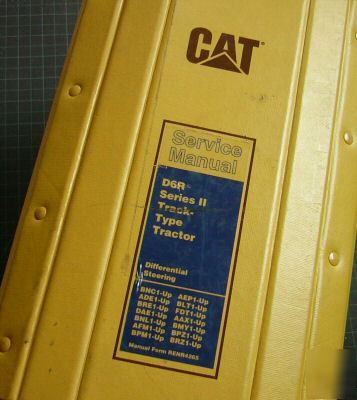 CAT®
Service
Manual
D6R
Series II
Track-
Type
Tractor
Differential
Steering
BNC1-Up AEP1-Up
ADE1-Up BLT1-Up
BRE1-Up FDT1-Up
DAE1-Up AAX1-Up
BNL1-Up BMY1-Up
AFM1-Up BPZ1-Up
BPM1-Up BRZ1-Up
Manual Form RENR4265